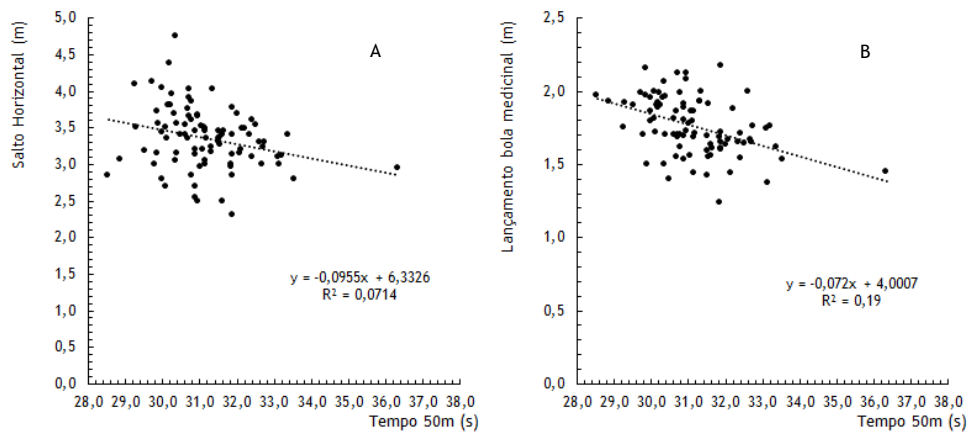 Salto Horizontal (m)
5,0
4,5
4,0
3,5
3,0
2,5
2,0
1,5
1,0
0,5
0,0
A
y = -0,0955x + 6,3326
R² = 0,0714
28,0 29,0 30,0 31,0 32,0 33,0 34,0 35,0 36,0 37,0 38,0
Tempo 50m (s)
Lançamento bola medicinal (m)
2,5
2,0
1,5
1,0
0,5
0,0
B
y = -0,072x + 4,0007
R² = 0,19
28,0 29,0 30,0 31,0 32,0 33,0 34,0 35,0 36,0 37,0 38,0
Tempo 50m (s)